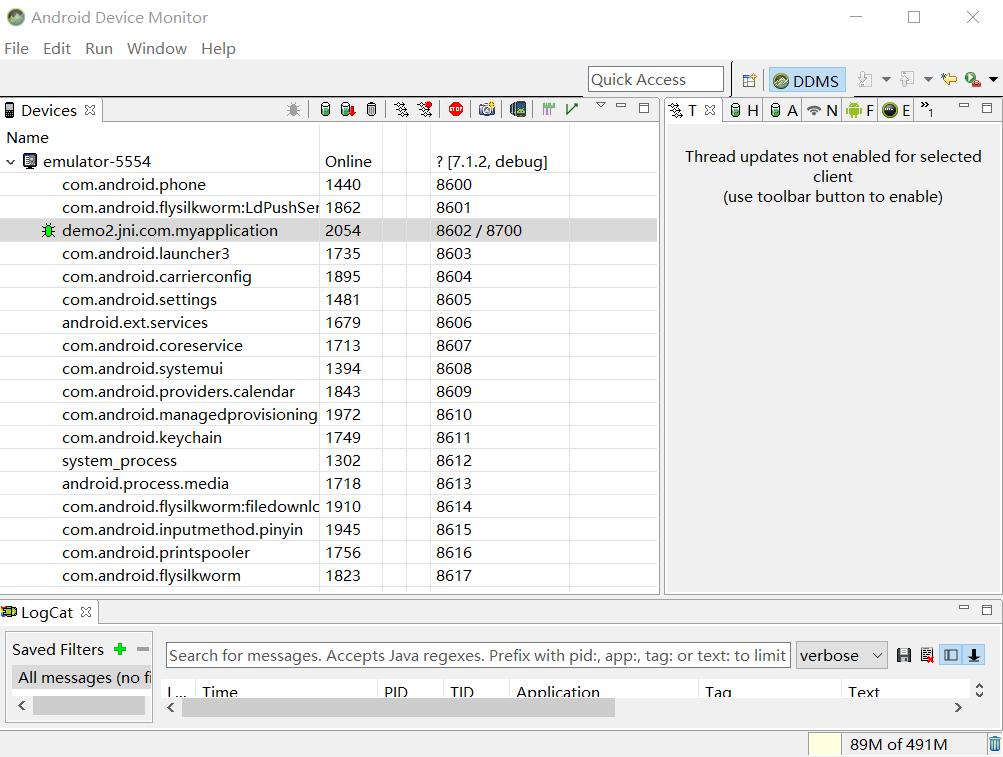 Android Device Monitor
File Edit Run Window Help
Quick Access
DDMS
Devices
T H A N F E »1
Name
emulator-5554 Online ? [7.1.2, debug]
com.android.phone 1440 8600
com.android.flysilkworm:LdPushSer 1862 8601
demo2.jni.com.myapplication 2054 8602 / 8700
com.android.launcher3 1735 8603
com.android.carrierconfig 1895 8604
com.android.settings 1481 8605
android.ext.services 1679 8606
com.android.coreservice 1713 8607
com.android.systemui 1394 8608
com.android.providers.calendar 1843 8609
com.android.managedprovisioning 1972 8610
com.android.keychain 1749 8611
system_process 1302 8612
android.process.media 1718 8613
com.android.flysilkworm:filedownlc 1910 8614
com.android.inputmethod.pinyin 1945 8615
com.android.printspooler 1756 8616
com.android.flysilkworm 1823 8617
Thread updates not enabled for selected
client
(use toolbar button to enable)
LogCat
Saved Filters
All messages (no fi
Search for messages. Accepts Java regexes. Prefix with pid:, app:, tag: or text: to limit
verbose
L... Time PID TID Application Tag Text
89M of 491M